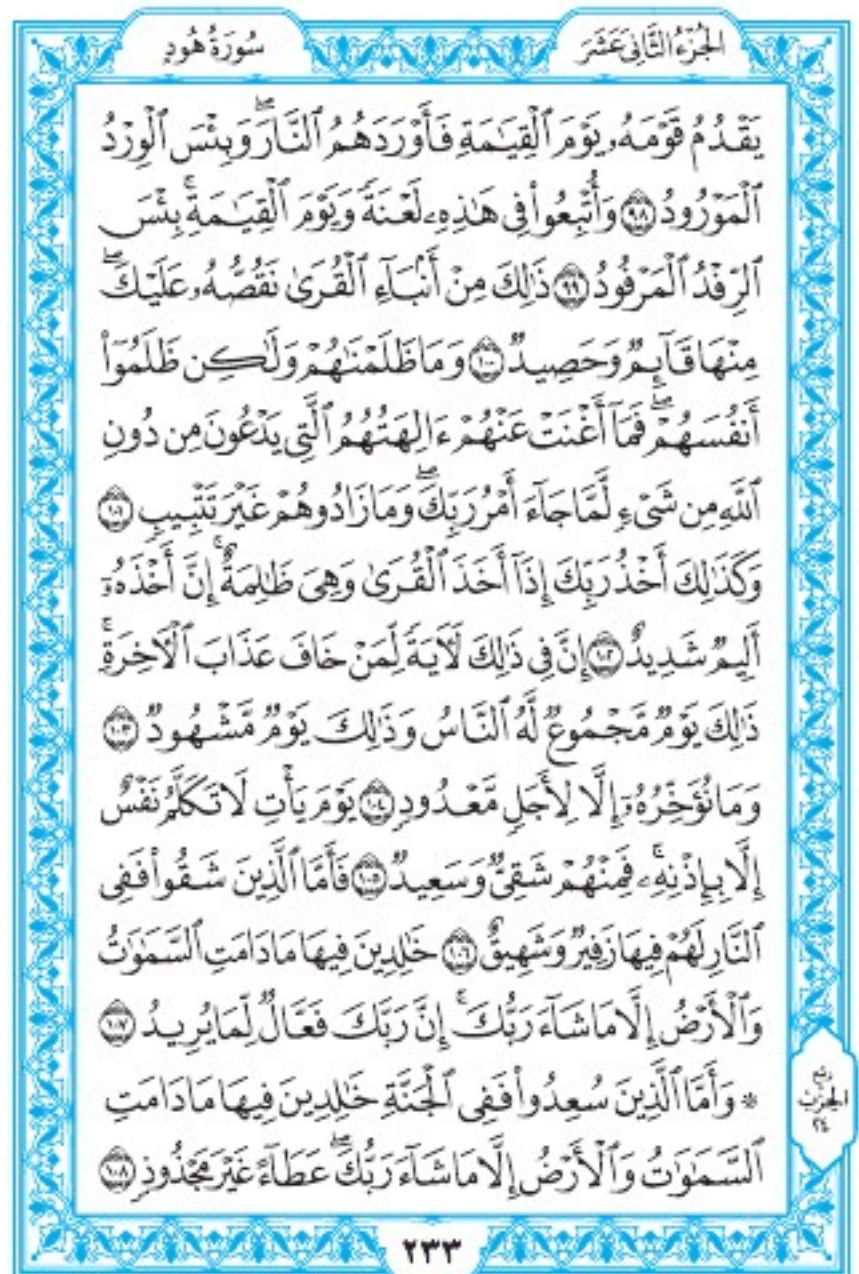 الجُزْءُ الثَّانِيَ عَشَرَ
سُورَةُ هُودٍ
يَقْدُمُ قَوْمَهُۥ يَوْمَ ٱلْقِيَٰمَةِ فَأَوْرَدَهُمُ ٱلنَّارَۖ وَبِئْسَ ٱلْوِرْدُ
ٱلْمَوْرُودُ ٩٨ وَأُتْبِعُوا۟ فِى هَٰذِهِۦ لَعْنَةً وَيَوْمَ ٱلْقِيَٰمَةِۚ بِئْسَ
ٱلرِّفْدُ ٱلْمَرْفُودُ ٩٩ ذَٰلِكَ مِنْ أَنۢبَآءِ ٱلْقُرَىٰ نَقُصُّهُۥ عَلَيْكَۖ
مِنْهَا قَآئِمٌ وَحَصِيدٌ ١٠٠ وَمَا ظَلَمْنَٰهُمْ وَلَٰكِن ظَلَمُوٓا۟
أَنفُسَهُمْۖ فَمَآ أَغْنَتْ عَنْهُمْ ءَالِهَتُهُمُ ٱلَّتِى يَدْعُونَ مِن دُونِ
ٱللَّهِ مِن شَىْءٍ لَّمَّا جَآءَ أَمْرُ رَبِّكَۖ وَمَا زَادُوهُمْ غَيْرَ تَتْبِيبٍ ١٠١
وَكَذَٰلِكَ أَخْذُ رَبِّكَ إِذَآ أَخَذَ ٱلْقُرَىٰ وَهِىَ ظَٰلِمَةٌۚ إِنَّ أَخْذَهُۥٓ
أَلِيمٌ شَدِيدٌ ١٠٢ إِنَّ فِى ذَٰلِكَ لَءَايَةً لِّمَنْ خَافَ عَذَابَ ٱلْءَاخِرَةِۚ
ذَٰلِكَ يَوْمٌ مَّجْمُوعٌ لَّهُ ٱلنَّاسُ وَذَٰلِكَ يَوْمٌ مَّشْهُودٌ ١٠٣
وَمَا نُؤَخِّرُهُۥٓ إِلَّا لِأَجَلٍ مَّعْدُودٍ ١٠٤ يَوْمَ يَأْتِ لَا تَكَلَّمُ نَفْسٌ
إِلَّا بِإِذْنِهِۦۚ فَمِنْهُمْ شَقِىٌّ وَسَعِيدٌ ١٠٥ فَأَمَّا ٱلَّذِينَ شَقُوا۟ فَفِى
ٱلنَّارِ لَهُمْ فِيهَا زَفِيرٌ وَشَهِيقٌ ١٠٦ خَٰلِدِينَ فِيهَا مَا دَامَتِ ٱلسَّمَٰوَٰتُ
وَٱلْأَرْضُ إِلَّا مَا شَآءَ رَبُّكَۚ إِنَّ رَبَّكَ فَعَّالٌ لِّمَا يُرِيدُ ١٠٧
۞ وَأَمَّا ٱلَّذِينَ سُعِدُوا۟ فَفِى ٱلْجَنَّةِ خَٰلِدِينَ فِيهَا مَا دَامَتِ
ٱلسَّمَٰوَٰتُ وَٱلْأَرْضُ إِلَّا مَا شَآءَ رَبُّكَۖ عَطَآءً غَيْرَ مَجْذُوذٍ ١٠٨
ربع
الحزب
٢٤
٢٣٣